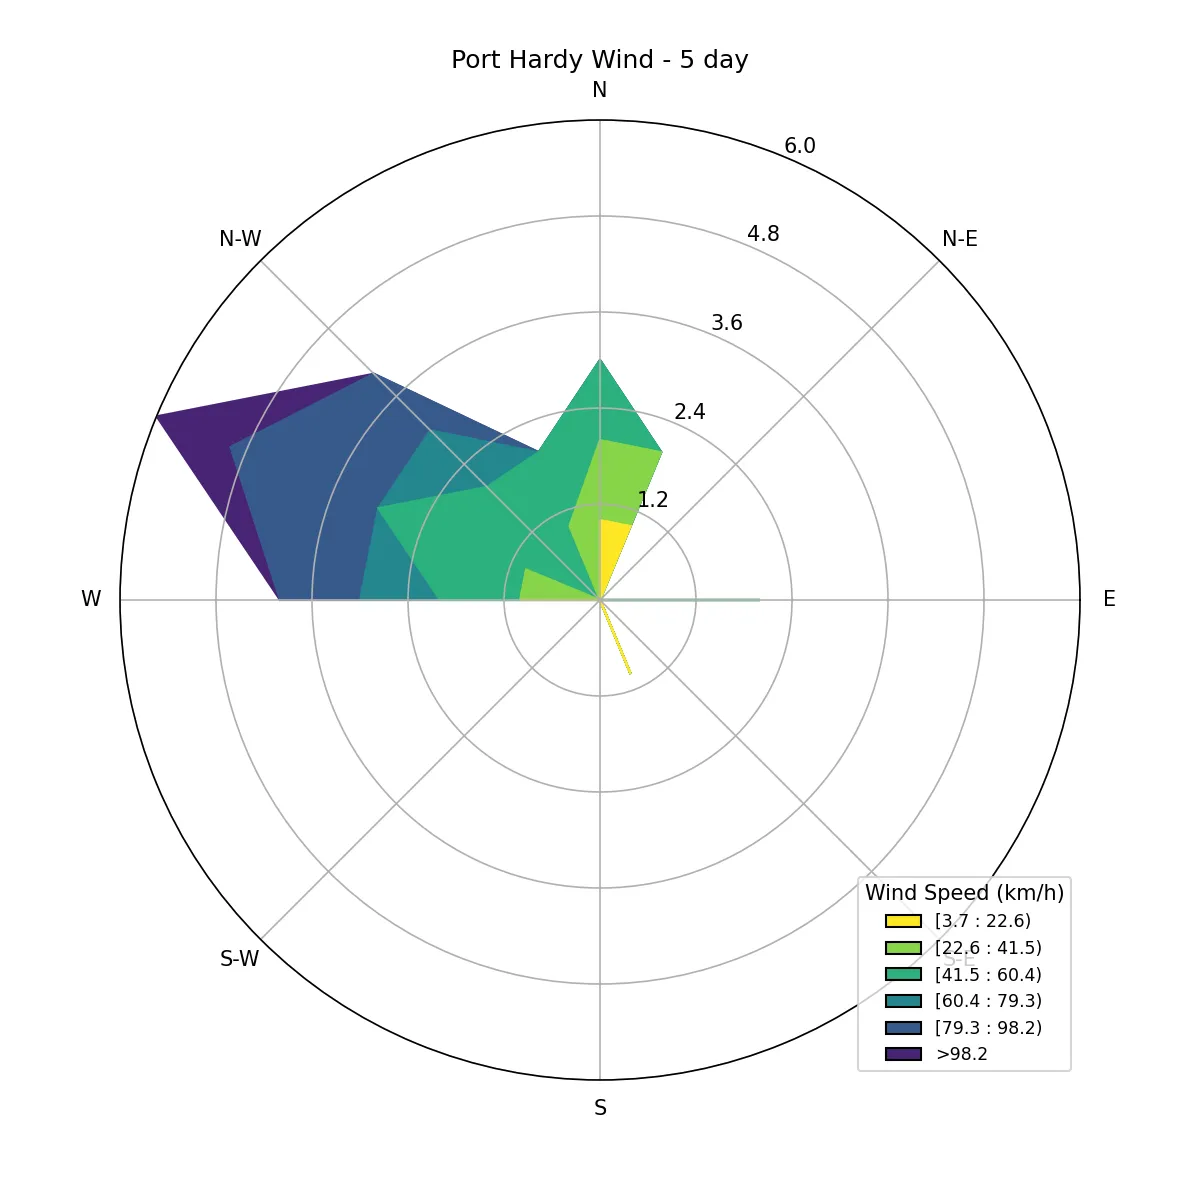 Port Hardy Wind - 5 day
N
6.0
N-W
4.8
N-E
3.6
2.4
1.2
W
E
Wind Speed (km/h)
[3.7 : 22.6)
[22.6 : 41.5)
S-W
S-E
[41.5 : 60.4)
[60.4 : 79.3)
[79.3 : 98.2)
>98.2
S